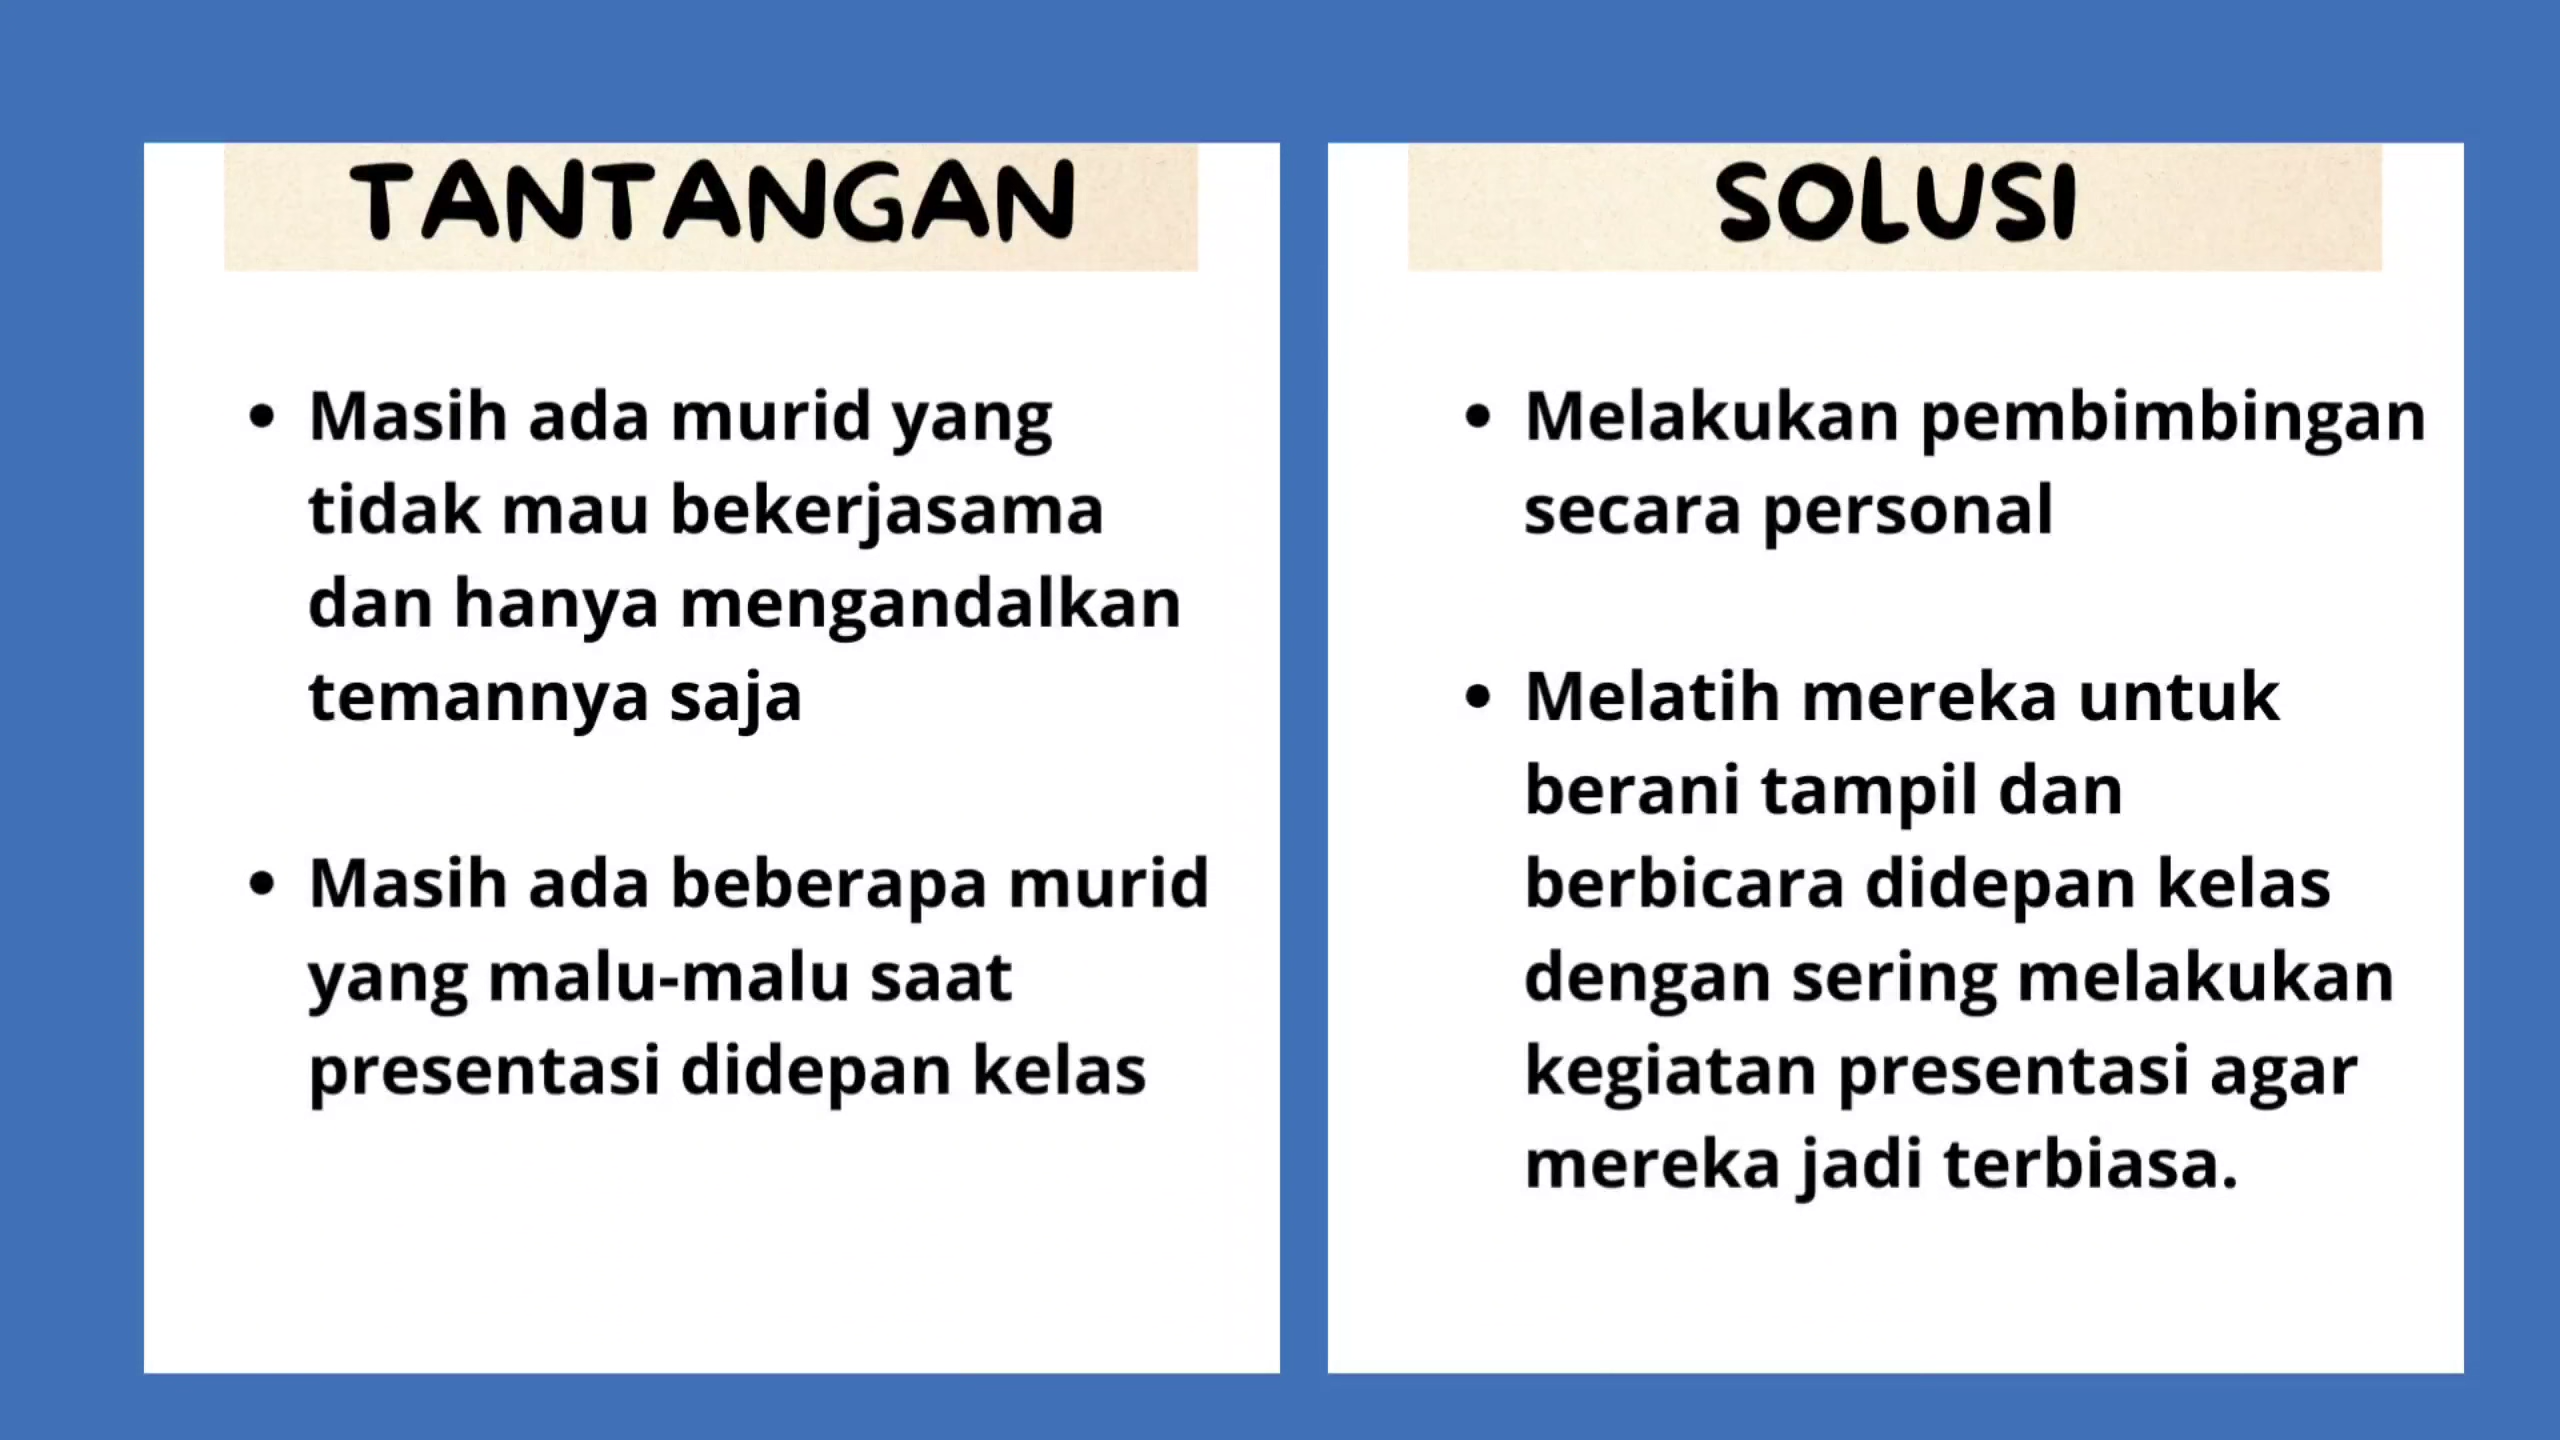 TANTANGAN
• Masih ada murid yang
tidak mau bekerjasama
dan hanya mengandalkan
temannya saja
• Masih ada beberapa murid
yang malu-malu saat
presentasi didepan kelas
SOLUSI
• Melakukan pembimbingan
secara personal
• Melatih mereka untuk
berani tampil dan
berbicara didepan kelas
dengan sering melakukan
kegiatan presentasi agar
mereka jadi terbiasa.